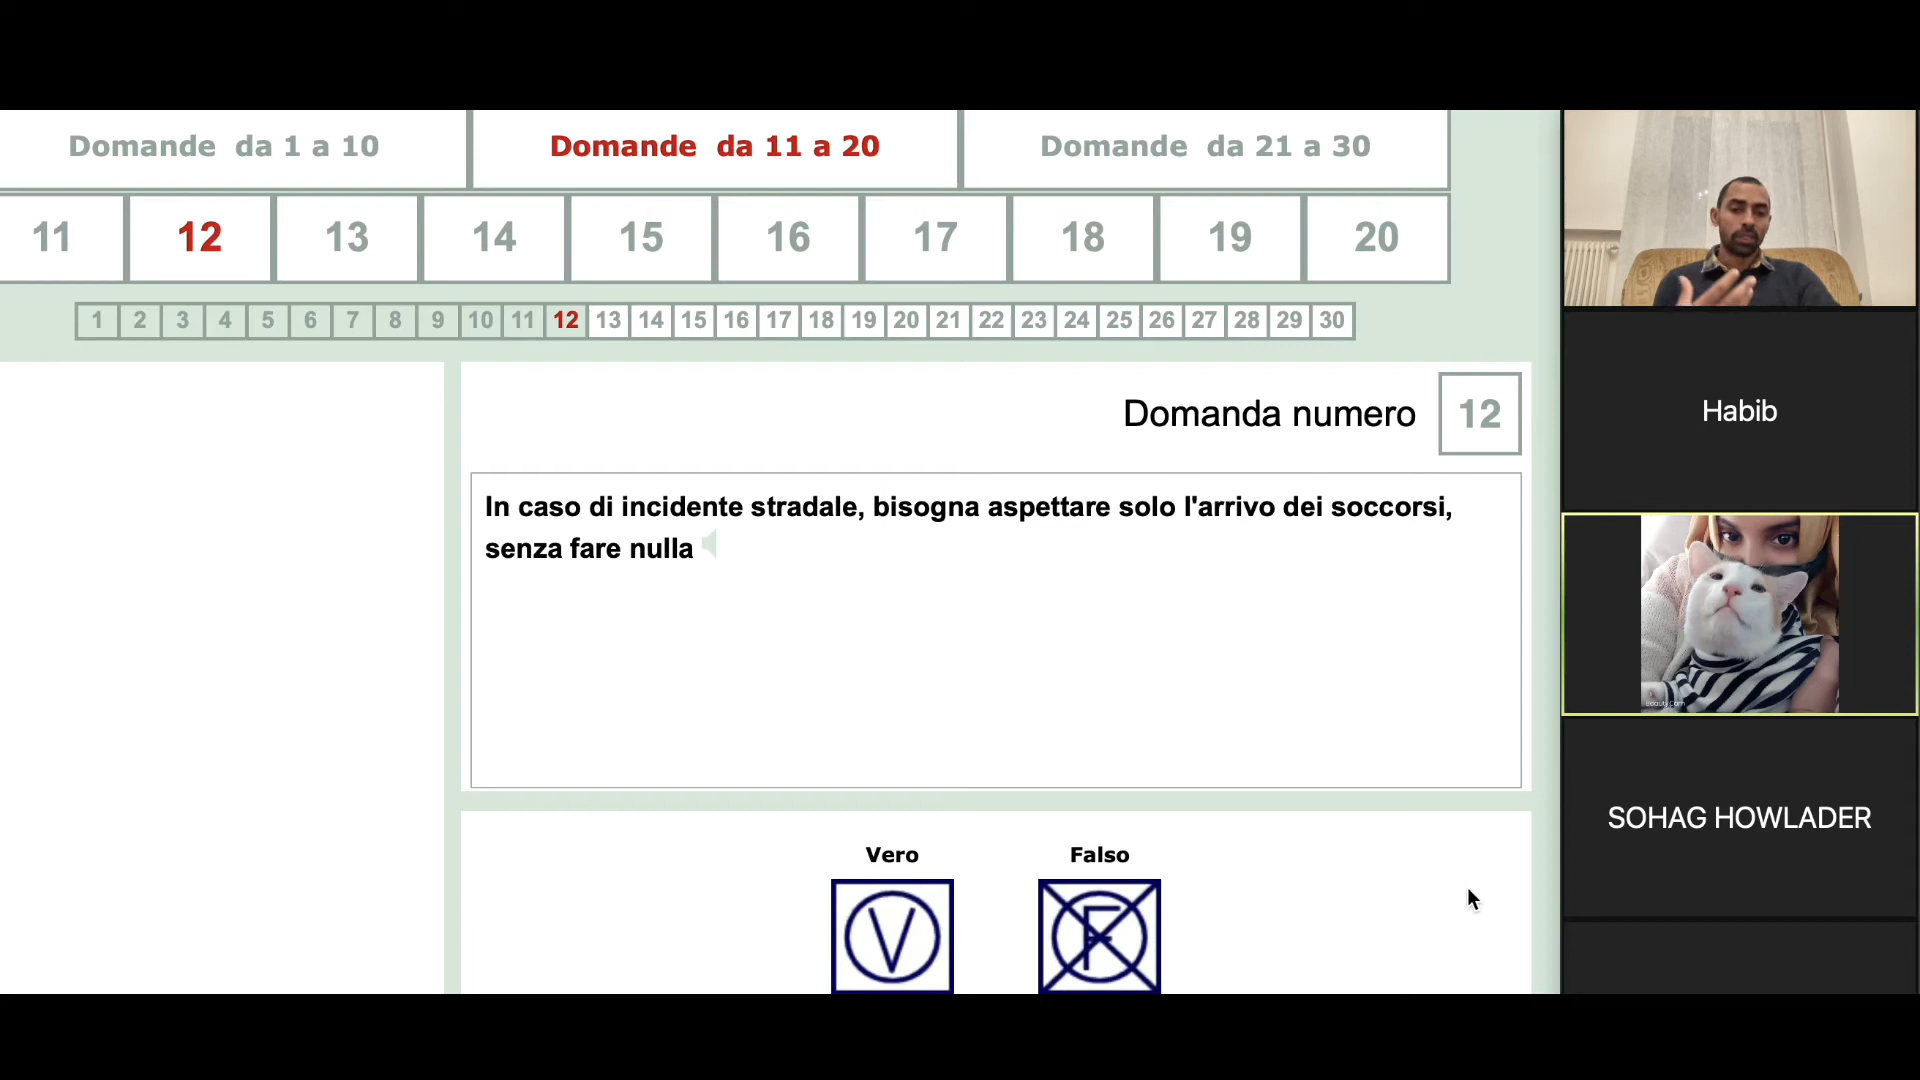 Domande da 1 a 10
Domande da 11 a 20
Domande da 21 a 30
11 12 13 14 15 16 17 18 19 20
1 2 3 4 5 6 7 8 9 10 11 12 13 14 15 16 17 18 19 20 21 22 23 24 25 26 27 28 29 30
Domanda numero 12
In caso di incidente stradale, bisogna aspettare solo l'arrivo dei soccorsi,
senza fare nulla
Vero
Falso
V
F
Habib
Beauty Cam
SOHAG HOWLADER